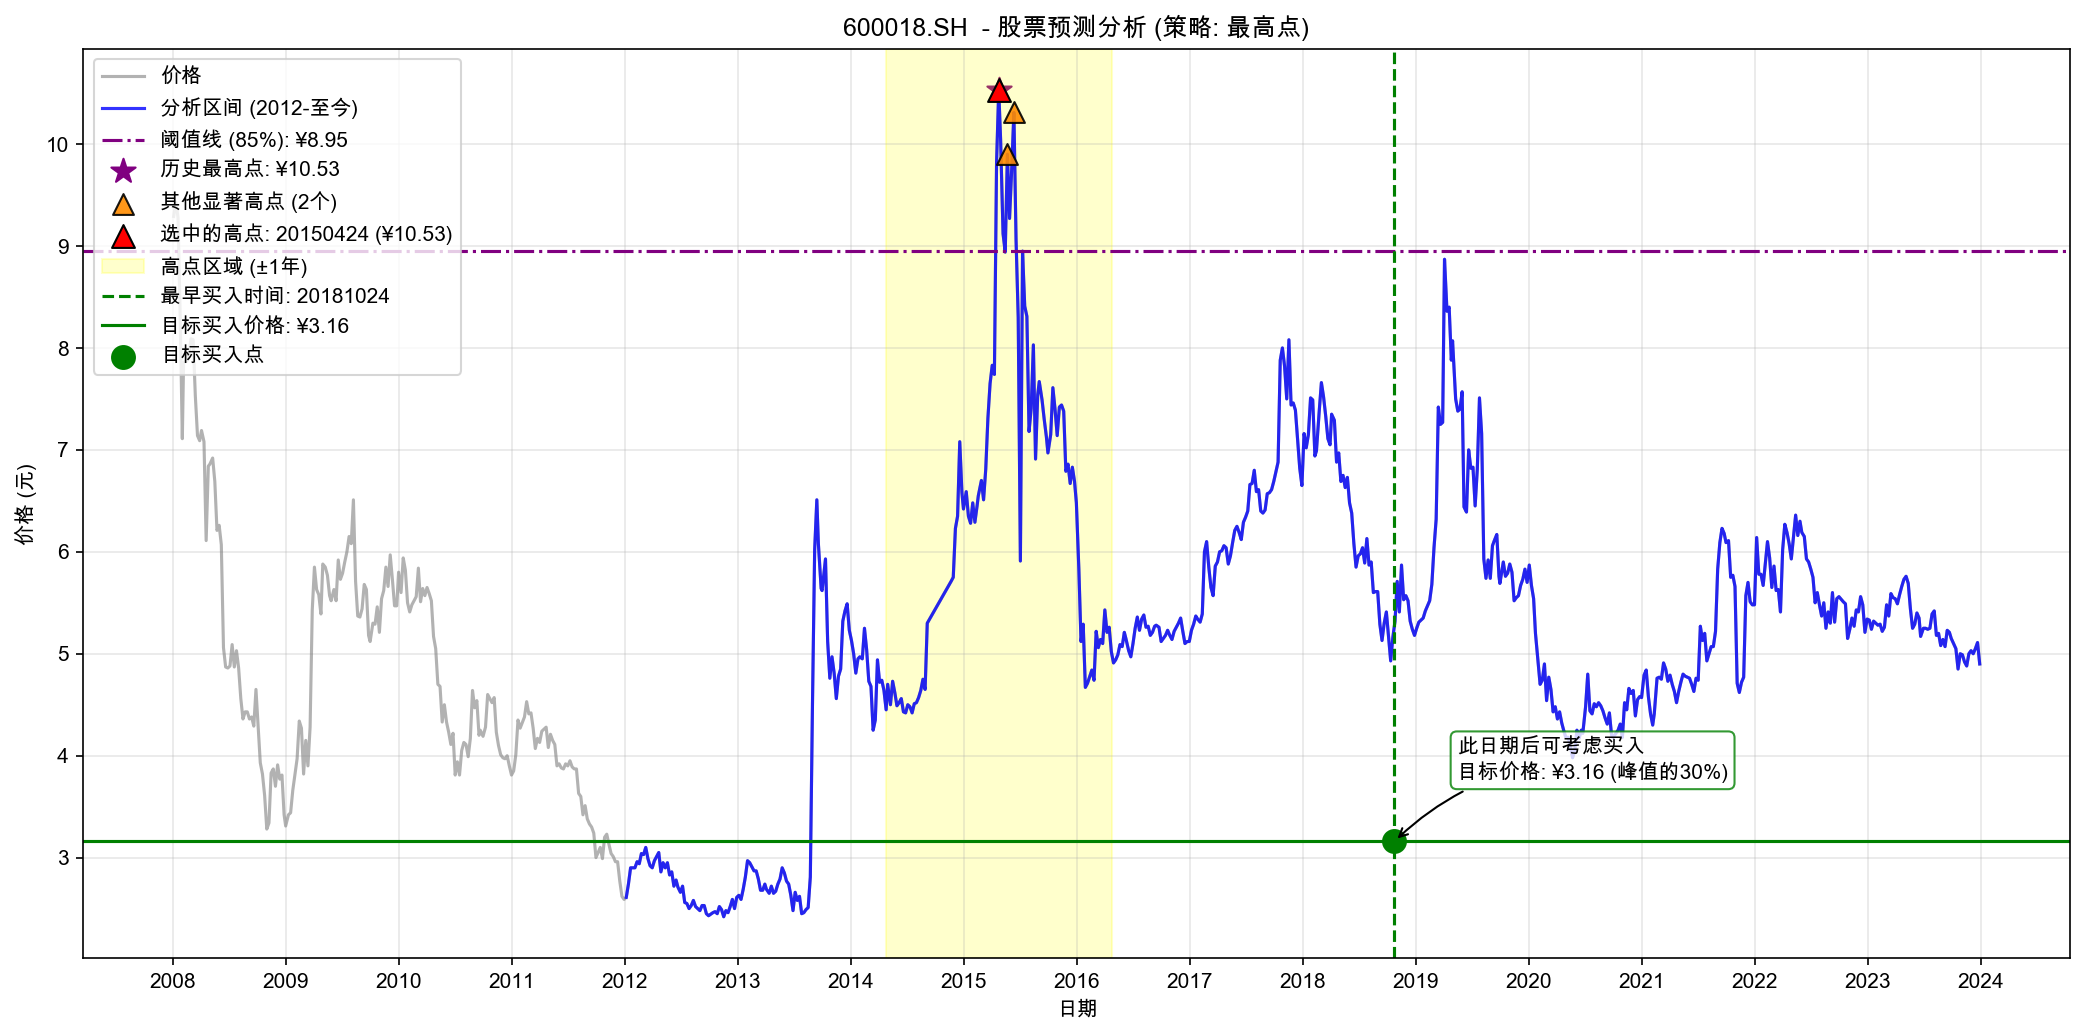 600018.SH  - 股票预测分析 (策略: 最高点)
价格
分析区间 (2012-至今)
阈值线 (85%): ¥8.95
历史最高点: ¥10.53
其他显著高点 (2个)
选中的高点: 20150424 (¥10.53)
高点区域 (±1年)
最早买入时间: 20181024
目标买入价格: ¥3.16
目标买入点
10
9
8
7
6
5
4
3
价格 (元)
此日期后可考虑买入
目标价格: ¥3.16 (峰值的30%)
2008 2009 2010 2011 2012 2013 2014 2015 2016 2017 2018 2019 2020 2021 2022 2023 2024
日期